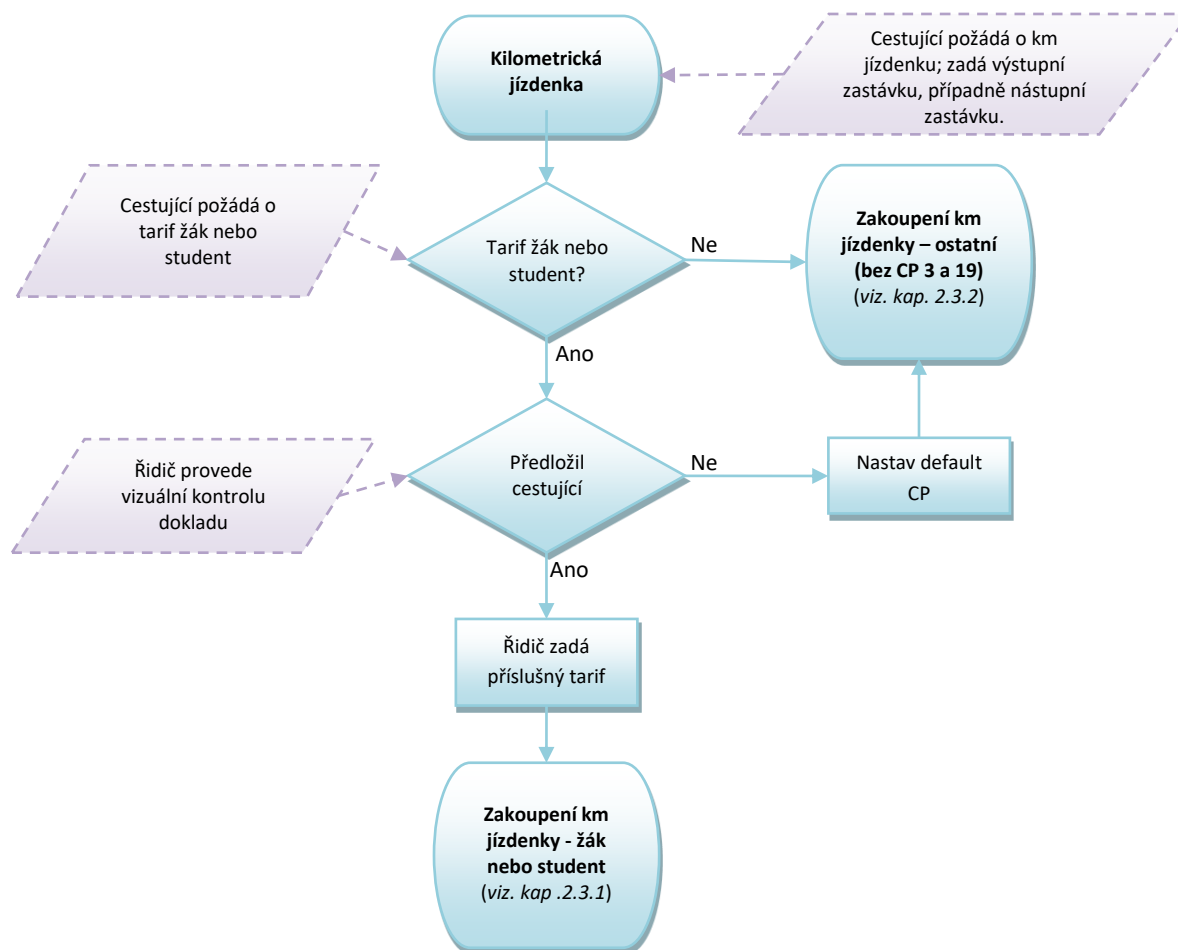 Kilometrická
jízdenka
Cestující požádá o km
jízdenku; zadá výstupní
zastávku, případně nástupní
zastávku.
Cestující požádá o
tarif žák nebo
student
Tarif žák nebo
student?
Ne
Zakoupení km
jízdenky – ostatní
(bez CP 3 a 19)
(viz. kap. 2.3.2)
Ano
Řidič provede
vizuální kontrolu
dokladu
Předložil
cestující
Ne
Nastav default
CP
Ano
Řidič zadá
příslušný tarif
Zakoupení km
jízdenky - žák
nebo student
(viz. kap .2.3.1)